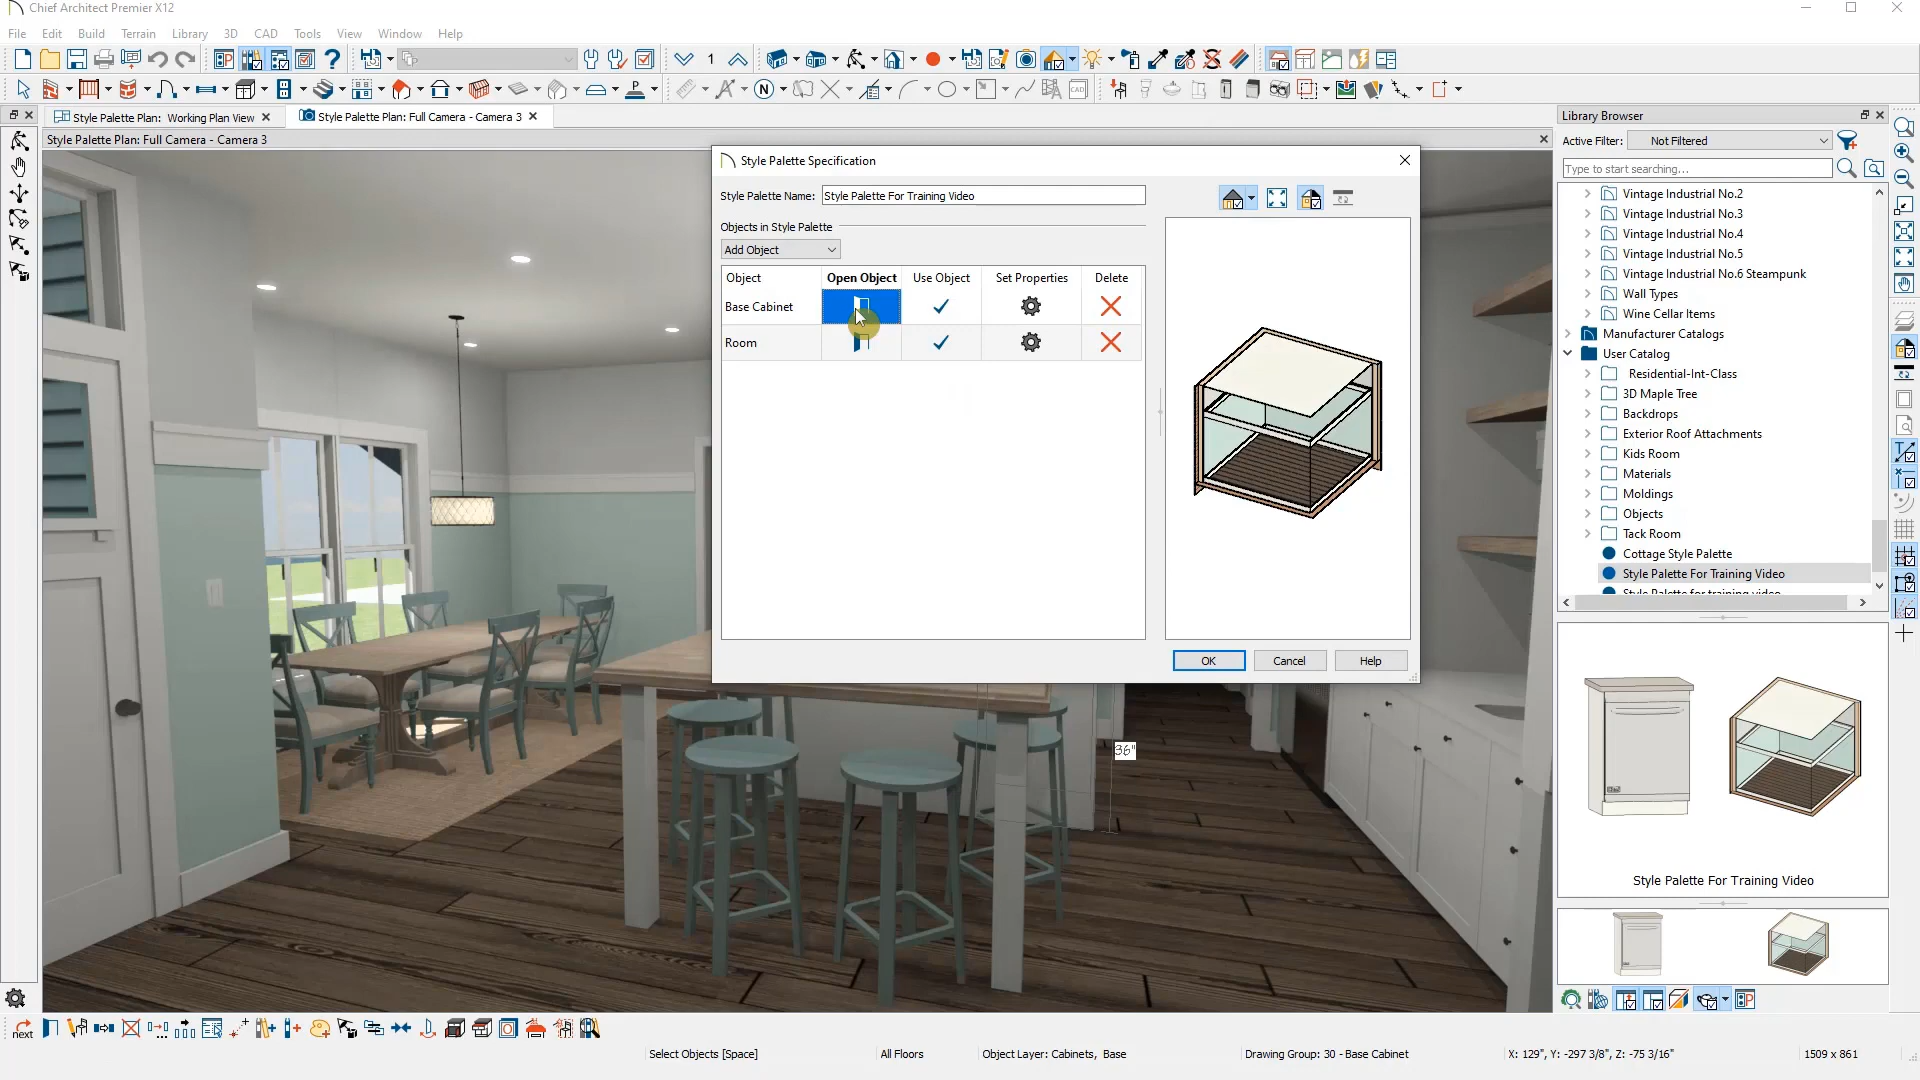 Chief Architect Premier X12
File Edit Build Terrain Library 3D CAD Tools View Window Help
1
Style Palette Plan: Working Plan View
Style Palette Plan: Full Camera - Camera 3
Style Palette Plan: Full Camera - Camera 3
Style Palette Specification
Style Palette Name: Style Palette For Training Video
Objects in Style Palette
Add Object
Object Open Object Use Object Set Properties Delete
Base Cabinet
Room
OK Cancel Help
36"
Library Browser
Active Filter: Not Filtered
Type to start searching...
Vintage Industrial No.2
Vintage Industrial No.3
Vintage Industrial No.4
Vintage Industrial No.5
Vintage Industrial No.6 Steampunk
Wall Types
Wine Cellar Items
Manufacturer Catalogs
User Catalog
Residential-Int-Class
3D Maple Tree
Backdrops
Exterior Roof Attachments
Kids Room
Materials
Moldings
Objects
Tack Room
Cottage Style Palette
Style Palette For Training Video
Style Palette for training video
Style Palette For Training Video
next
Select Objects [Space] All Floors Object Layer: Cabinets, Base Drawing Group: 30 - Base Cabinet X: 129", Y: -297 3/8", Z: -75 3/16" 1509 x 861